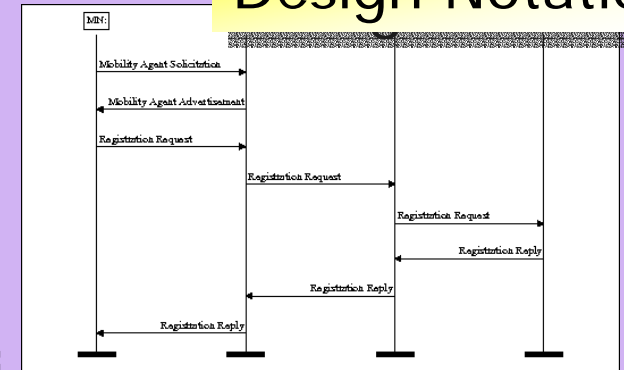 Design Notatio
MN:
Mobility Agent Solicitation
Mobility Agent Advertisement
Registration Request
Registration Request
Registration Request
Registration Reply
Registration Reply
Registration Reply